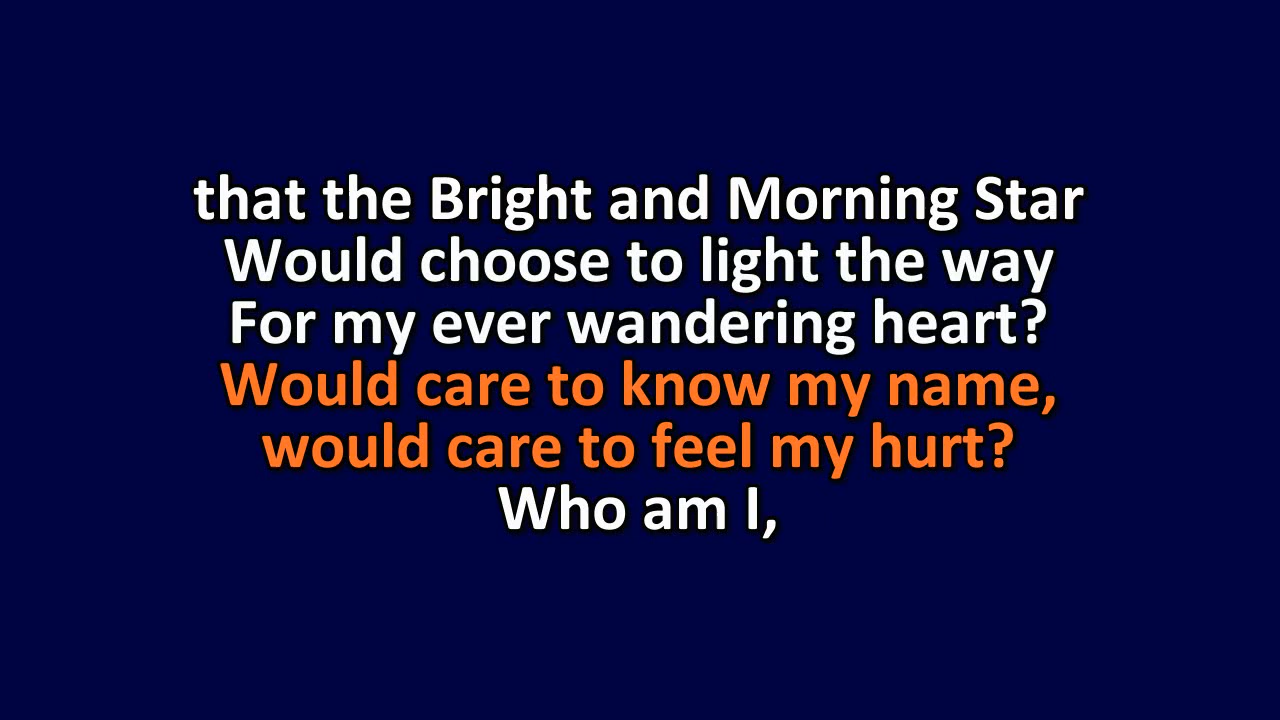 that the Bright and Morning Star
Would choose to light the way
For my ever wandering heart?
Would care to know my name,
would care to feel my hurt?
Who am I,